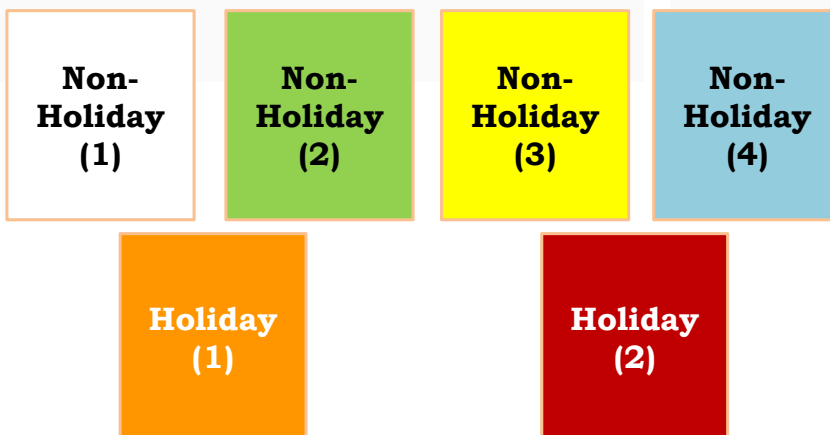 Non-
Holiday
(1)
Non-
Holiday
(2)
Non-
Holiday
(3)
Non-
Holiday
(4)
Holiday
(1)
Holiday
(2)